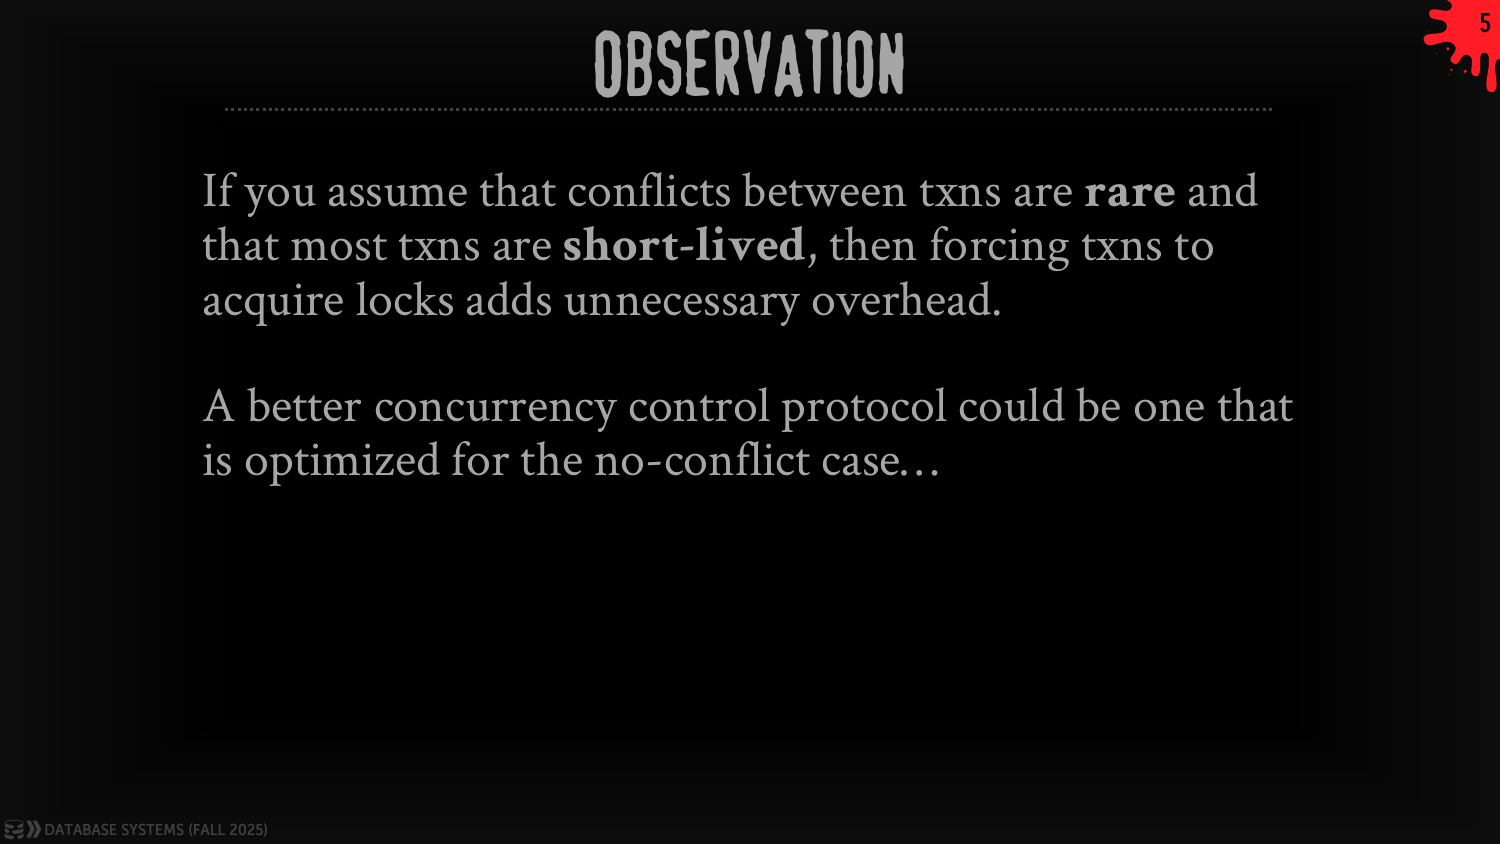 5
OBSERVATION
If you assume that conflicts between txns are rare and
that most txns are short-lived, then forcing txns to
acquire locks adds unnecessary overhead.
A better concurrency control protocol could be one that
is optimized for the no-conflict case…
DATABASE SYSTEMS (FALL 2025)